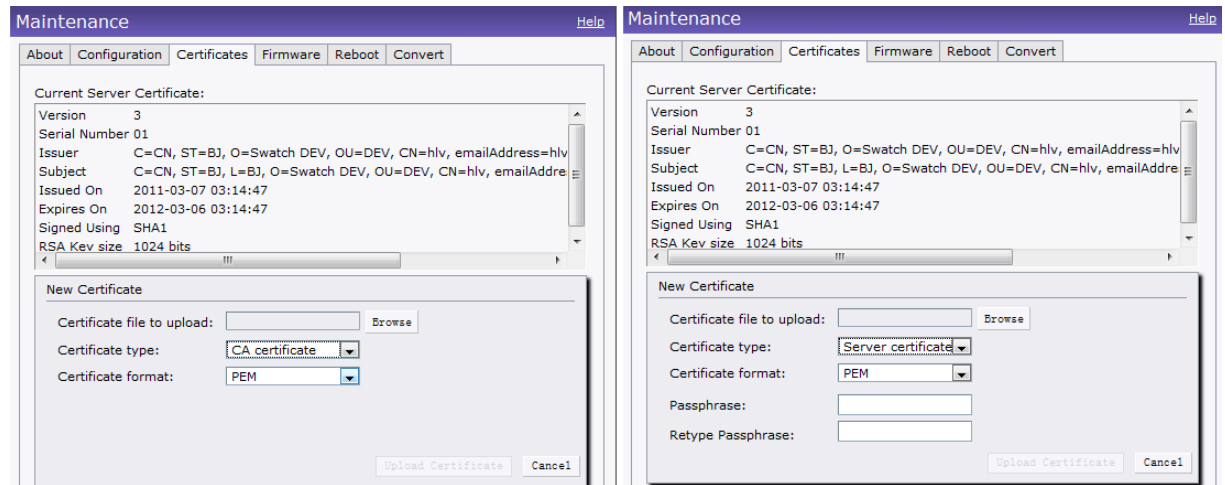 Maintenance Help
About Configuration Certificates Firmware Reboot Convert
Current Server Certificate:
Version 3
Serial Number 01
Issuer C=CN, ST=BJ, O=Swatch DEV, OU=DEV, CN=hlv, emailAddress=hlv
Subject C=CN, ST=BJ, L=BJ, O=Swatch DEV, OU=DEV, CN=hlv, emailAddre
Issued On 2011-03-07 03:14:47
Expires On 2012-03-06 03:14:47
Signed Using SHA1
RSA Key size 1024 bits
New Certificate
Certificate file to upload: Browse
Certificate type: CA certificate
Certificate format: PEM
Upload Certificate Cancel
Maintenance Help
About Configuration Certificates Firmware Reboot Convert
Current Server Certificate:
Version 3
Serial Number 01
Issuer C=CN, ST=BJ, O=Swatch DEV, OU=DEV, CN=hlv, emailAddress=hlv
Subject C=CN, ST=BJ, L=BJ, O=Swatch DEV, OU=DEV, CN=hlv, emailAddre
Issued On 2011-03-07 03:14:47
Expires On 2012-03-06 03:14:47
Signed Using SHA1
RSA Key size 1024 bits
New Certificate
Certificate file to upload: Browse
Certificate type: Server certificate
Certificate format: PEM
Passphrase:
Retype Passphrase:
Upload Certificate Cancel